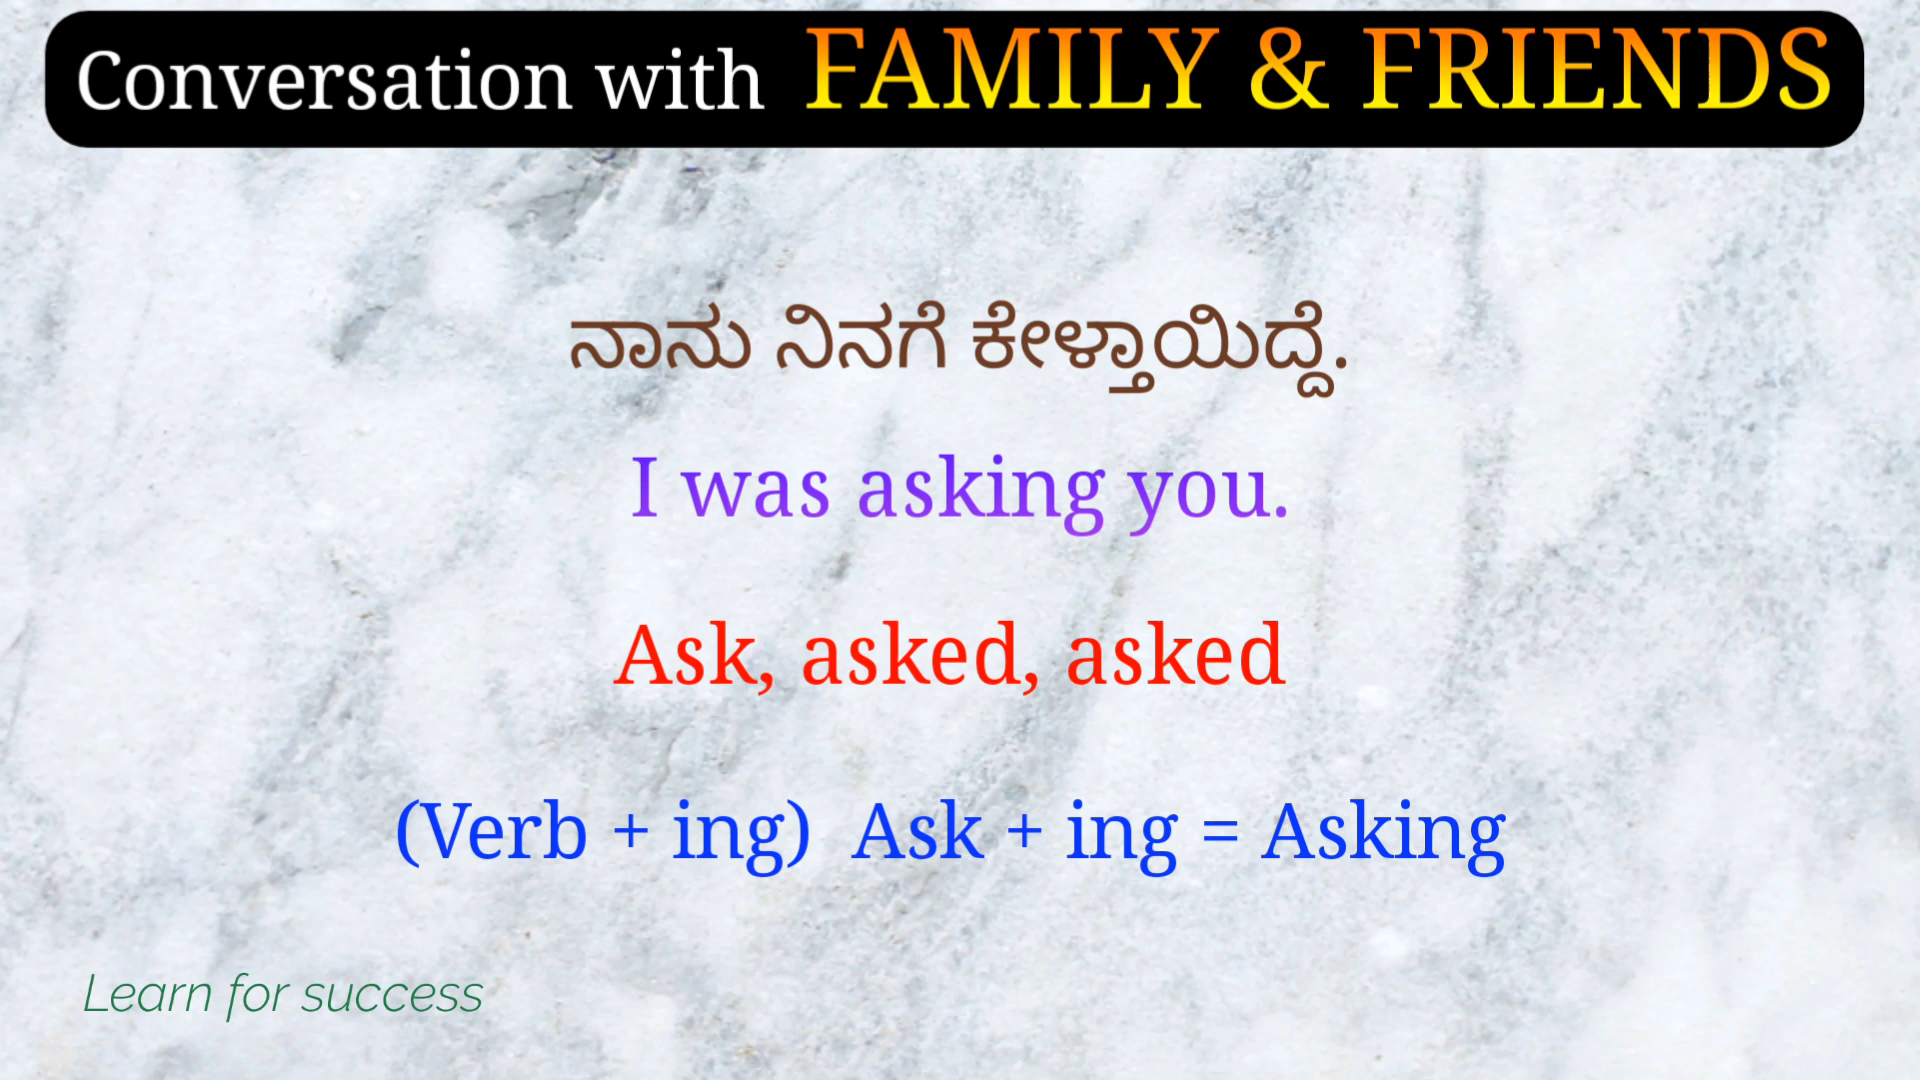 Conversation with FAMILY & FRIENDS
ನಾನು ನಿನಗೆ ಕೇಳ್ತಾಯಿದ್ದೆ.
I was asking you.
Ask, asked, asked
(Verb + ing) Ask + ing = Asking
Learn for success